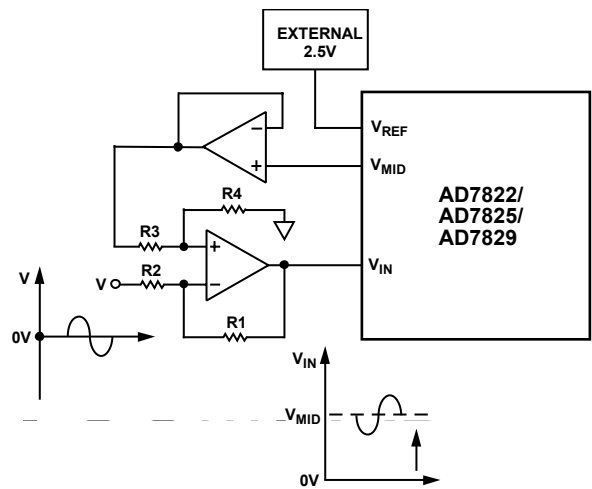 EXTERNAL
2.5V
VREF
VMID
AD7822/
AD7825/
AD7829
R4
R3
R2
V
VIN
R1
V
0V
VIN
VMID
0V